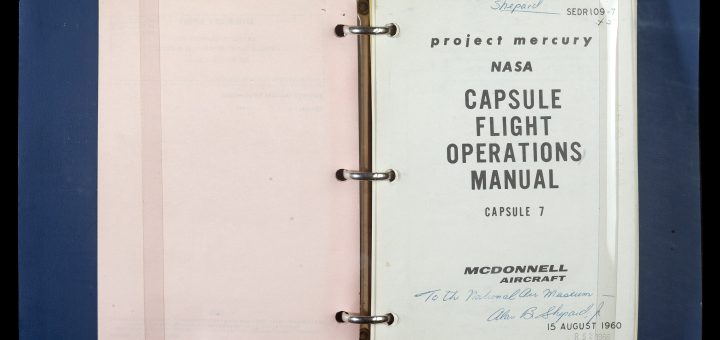 Shepard
SEDR109-7
project mercury
NASA
CAPSULE
FLIGHT
OPERATIONS
MANUAL
CAPSULE 7
MCDONNELL
AIRCRAFT
To the National Air Museum —
Alan B. Shepard, Jr.
15 AUGUST 1960